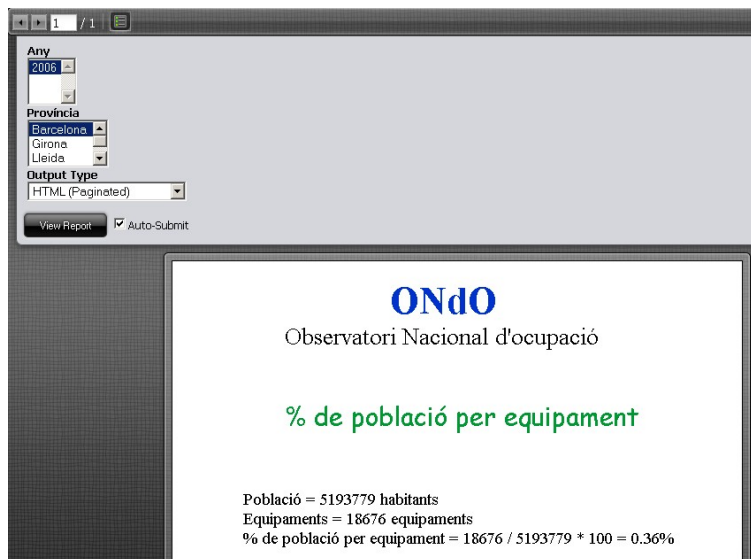 1 / 1
Any
2006
Província
Barcelona
Girona
Lleida
Output Type
HTML (Paginated)
View Report Auto-Submit
ONdO
Observatori Nacional d'ocupació
% de població per equipament
Població = 5193779 habitants
Equipaments = 18676 equipaments
% de població per equipament = 18676 / 5193779 * 100 = 0.36%